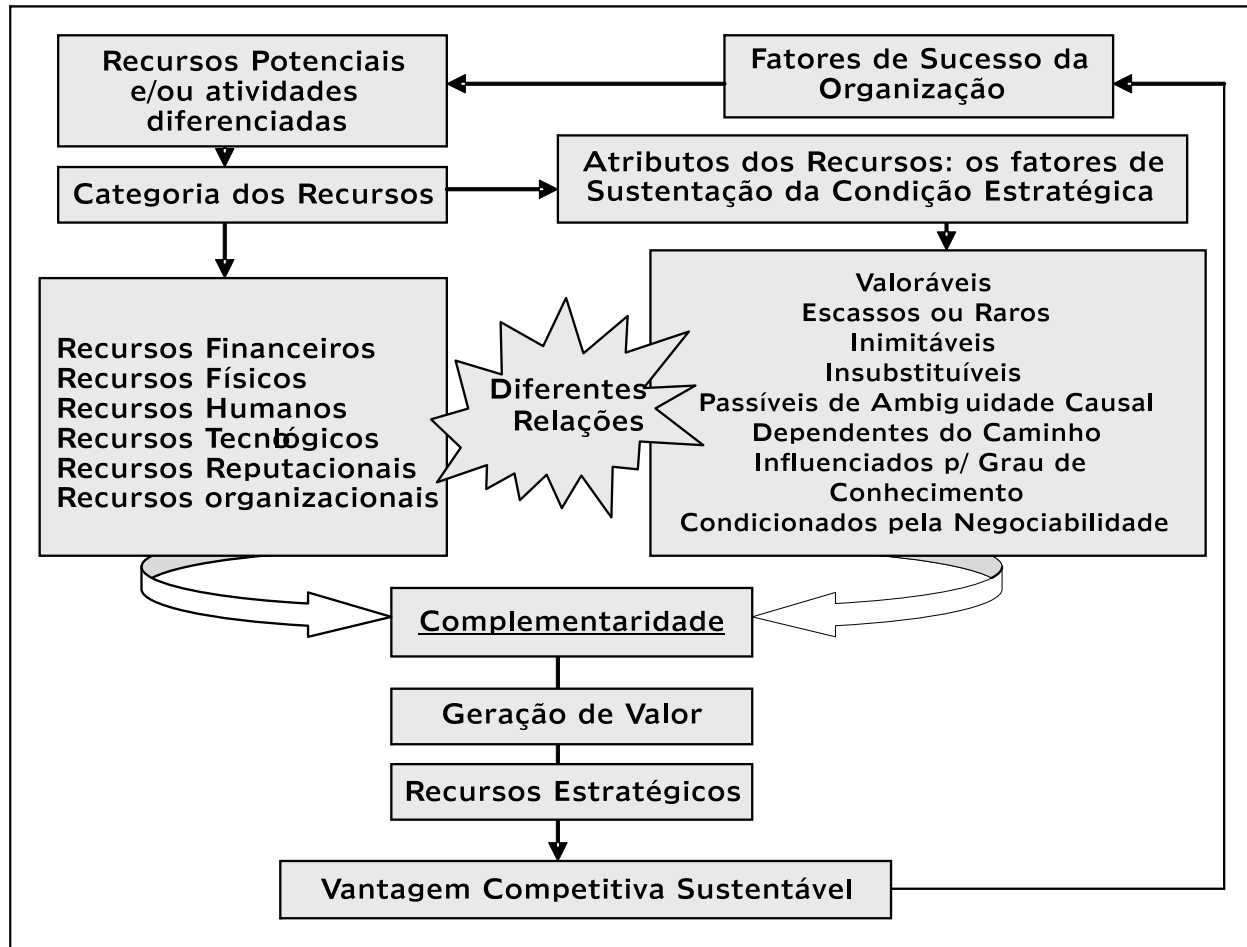 Recursos Potenciais
e/ou atividades
diferenciadas
Fatores de Sucesso da
Organização
Categoria dos Recursos
Atributos dos Recursos: os fatores de
Sustentação da Condição Estratégica
Recursos Financeiros
Recursos Físicos
Recursos Humanos
Recursos Tecnológicos
Recursos Reputacionais
Recursos organizacionais
Diferentes
Relações
Valoráveis
Escassos ou Raros
Inimitáveis
Insubstituíveis
Passíveis de Ambiguidade Causal
Dependentes do Caminho
Influenciados p/ Grau de
Conhecimento
Condicionados pela Negociabilidade
Complementaridade
Geração de Valor
Recursos Estratégicos
Vantagem Competitiva Sustentável